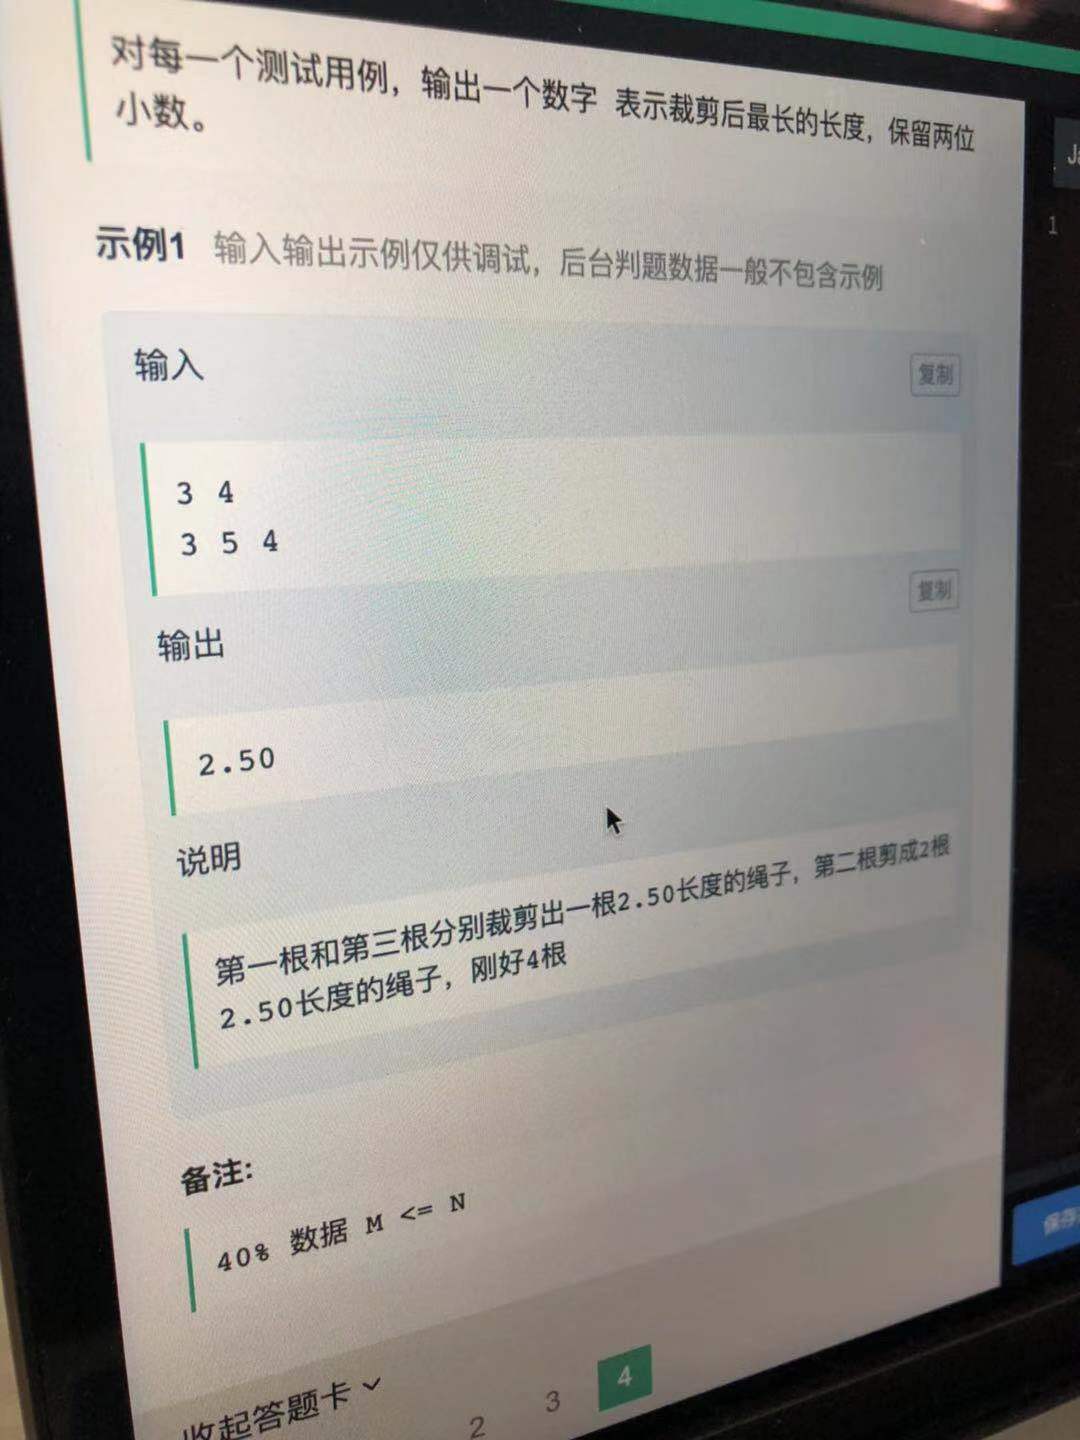 对每一个测试用例，输出一个数字 表示裁剪后最长的长度，保留两位
小数。
示例1 输入输出示例仅供调试，后台判题数据一般不包含示例
输入
复制
3 4
3 5 4
复制
输出
2.50
说明
第一根和第三根分别裁剪出一根2.50长度的绳子，第二根剪成2根
2.50长度的绳子，刚好4根
备注:
40% 数据 M <= N
收起答题卡
2 3 4
1
保存